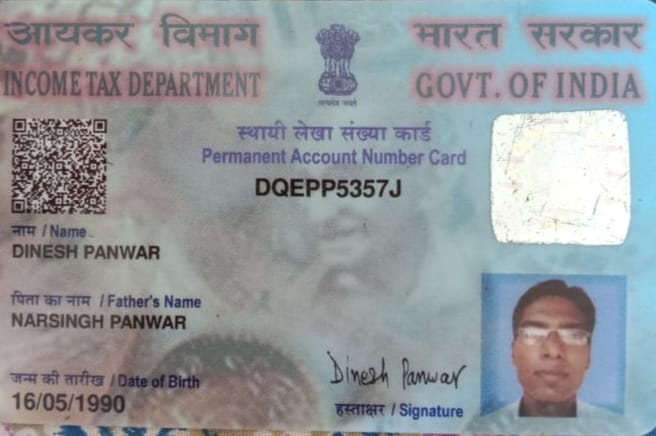 आयकर विभाग
INCOME TAX DEPARTMENT
भारत सरकार
GOVT. OF INDIA
सत्यमेव जयते
स्थायी लेखा संख्या कार्ड
Permanent Account Number Card
DQEPP5357J
नाम / Name
DINESH PANWAR
पिता का नाम / Father's Name
NARSINGH PANWAR
जन्म की तारीख / Date of Birth
16/05/1990
Dinesh Panwar
हस्ताक्षर / Signature